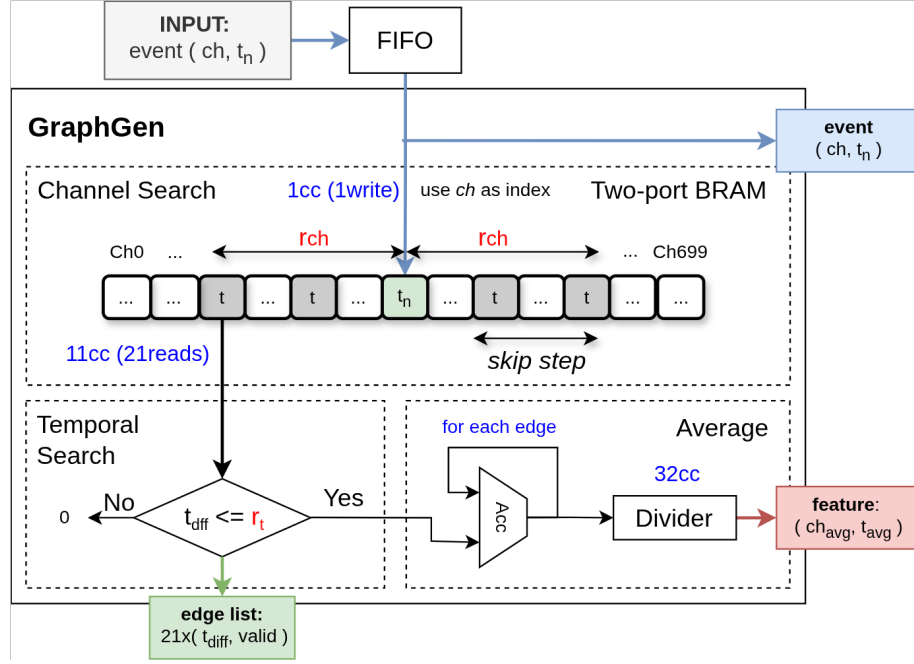 INPUT:
event ( ch, tn )
FIFO
GraphGen
event
( ch, tn )
Channel Search
1cc (1write)
use ch as index
Two-port BRAM
rch
rch
Ch0
...
...
Ch699
...
...
t
...
t
...
tn
...
t
...
t
...
...
11cc (21reads)
skip step
Temporal
Search
for each edge
Average
No
Yes
32cc
0
tdff <= rt
Acc
Divider
feature:
( chavg, tavg )
edge list:
21x( tdiff, valid )